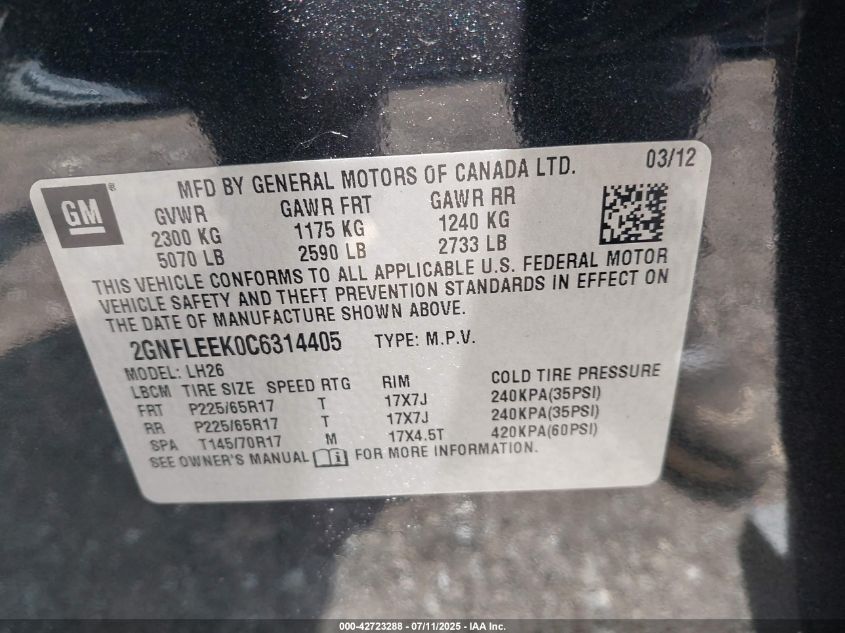 GM®
MFD BY GENERAL MOTORS OF CANADA LTD. 03/12
GVWR GAWR FRT GAWR RR
2300 KG 1175 KG 1240 KG
5070 LB 2590 LB 2733 LB
THIS VEHICLE CONFORMS TO ALL APPLICABLE U.S. FEDERAL MOTOR
VEHICLE SAFETY AND THEFT PREVENTION STANDARDS IN EFFECT ON
THE DATE OF MANUFACTURE SHOWN ABOVE.
2GNFLEEK0C6314405 TYPE: M.P.V.
MODEL: LH26
LBCM TIRE SIZE SPEED RTG RIM COLD TIRE PRESSURE
FRT P225/65R17 T 17X7J 240KPA(35PSI)
RR P225/65R17 T 17X7J 240KPA(35PSI)
SPA T145/70R17 M 17X4.5T 420KPA(60PSI)
SEE OWNER'S MANUAL i FOR MORE INFORMATION.
000-42723288 - 07/11/2025 - IAA Inc.